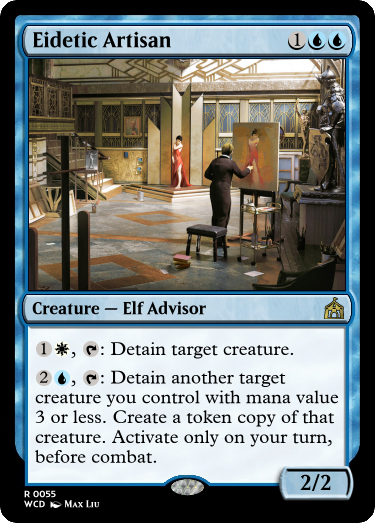 Eidetic Artisan 1
Creature — Elf Advisor
1, : Detain target creature.
2, : Detain another target
creature you control with mana value
3 or less. Create a token copy of that
creature. Activate only on your turn,
before combat.
2/2
R 0055
WCD Max Liu